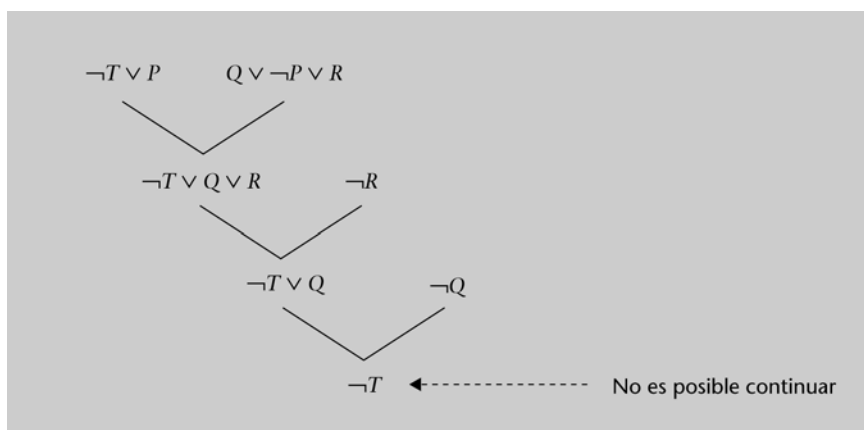 ¬T ∨ P Q ∨ ¬P ∨ R
¬T ∨ Q ∨ R ¬R
¬T ∨ Q ¬Q
¬T No es posible continuar